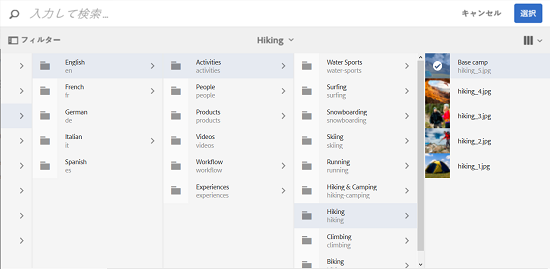 入力して検索...
キャンセル
選択
フィルター
Hiking
English
en
French
fr
German
de
Italian
it
Spanish
es
Activities
activities
People
people
Products
products
Videos
videos
Workflow
workflow
Experiences
experiences
Water Sports
water-sports
Surfing
surfing
Snowboarding
snowboarding
Skiing
skiing
Running
running
Hiking & Camping
hiking-camping
Hiking
hiking
Climbing
climbing
Biking
biking
Base camp
hiking_5.jpg
hiking_4.jpg
hiking_3.jpg
hiking_2.jpg
hiking_1.jpg